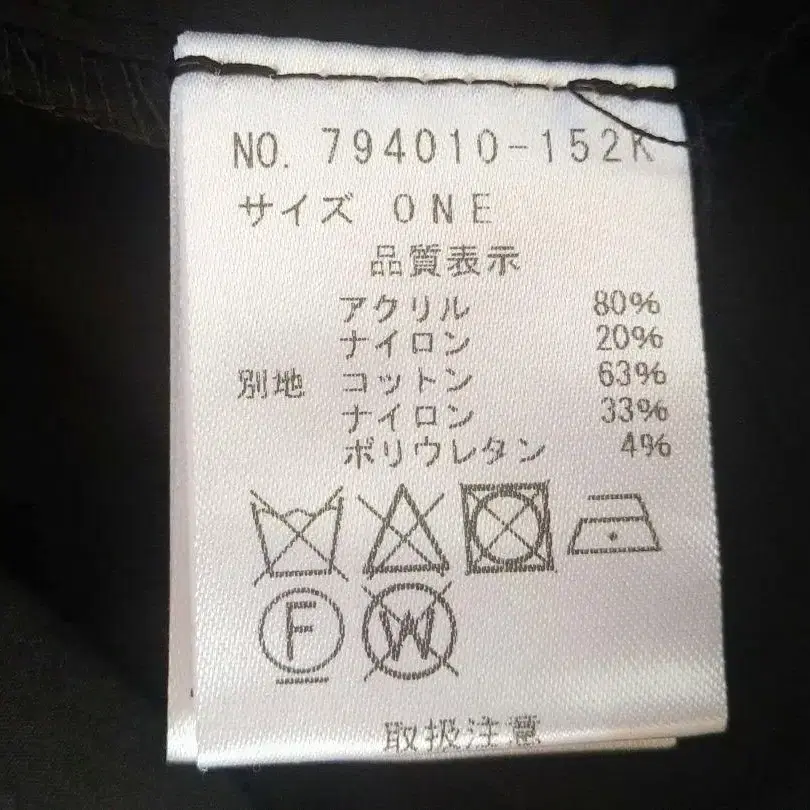 NO. 794010-152K
サイズ ONE
品質表示
アクリル 80%
ナイロン 20%
別地 コットン 63%
ナイロン 33%
ポリウレタン 4%
F W
取扱注意